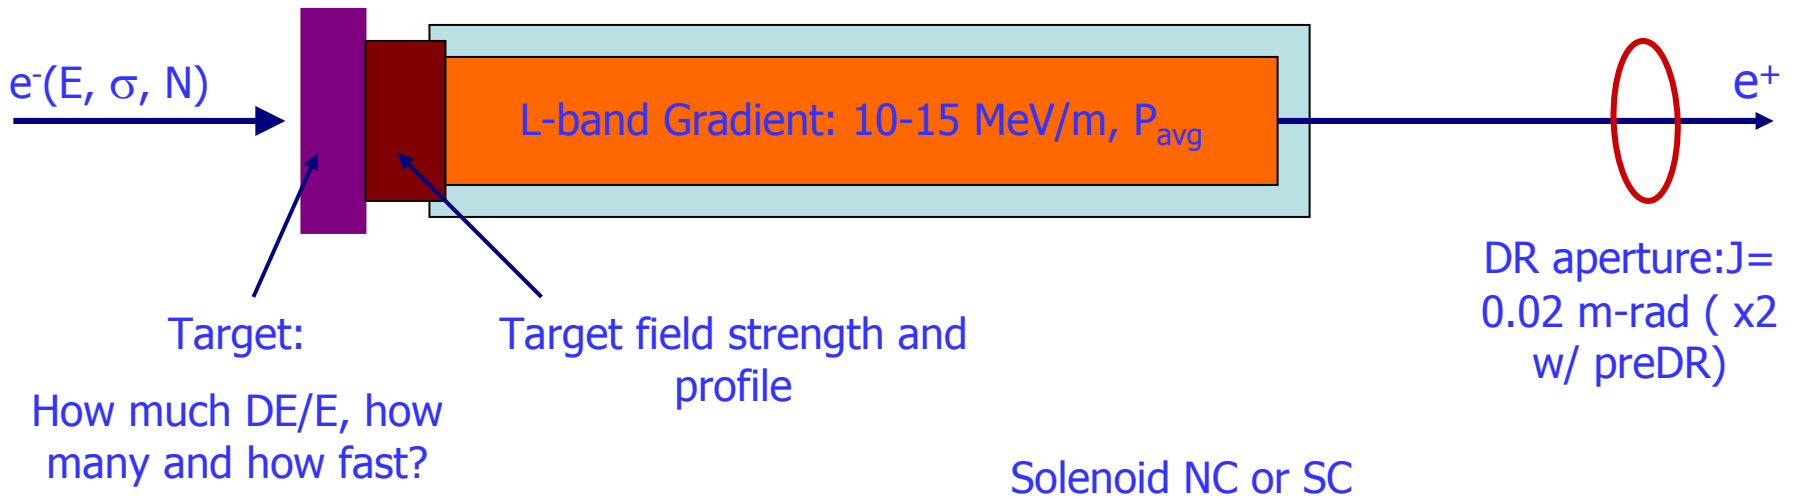 e-(E, σ, N)
L-band Gradient: 10-15 MeV/m, Pavg
e+
Target:
How much DE/E, how
many and how fast?
Target field strength and
profile
DR aperture:J=
0.02 m-rad ( x2
w/ preDR)
Solenoid NC or SC